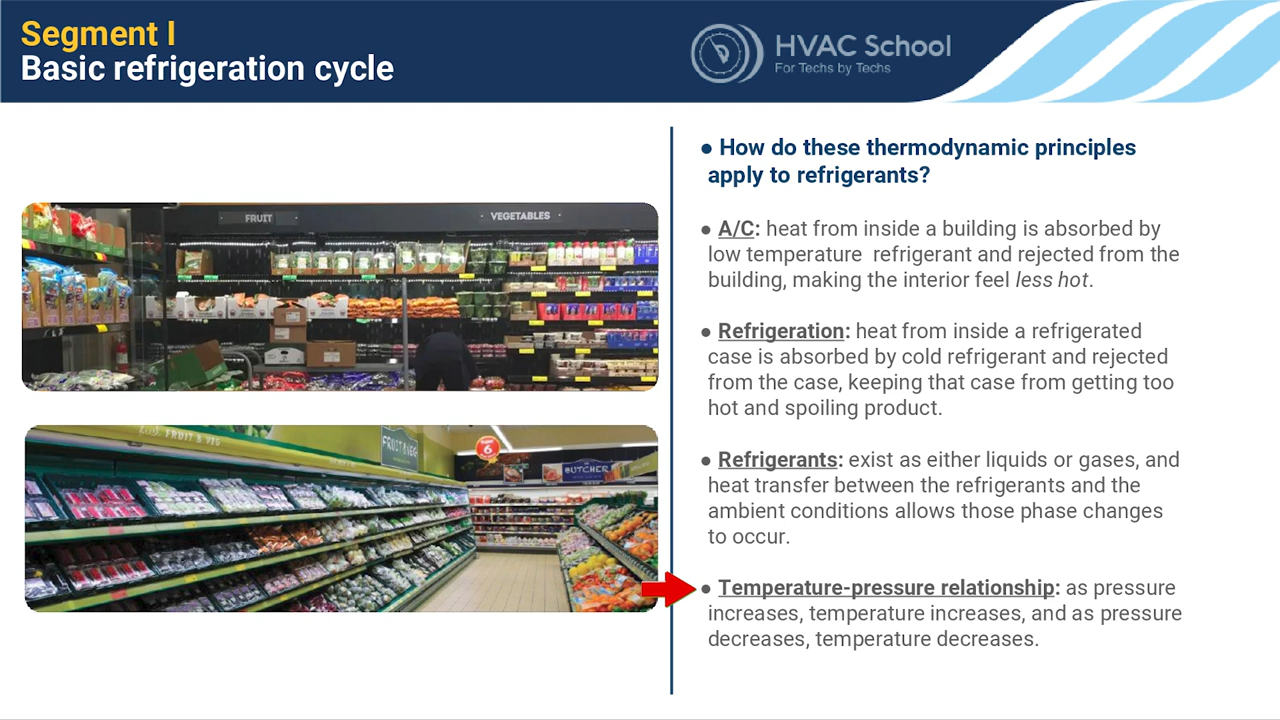 Segment I
Basic refrigeration cycle
HVAC School
For Techs by Techs
FRUIT
VEGETABLES
FRUIT & VEG
FRUIT & VEG
6
BUTCHER
● How do these thermodynamic principles
apply to refrigerants?
● A/C: heat from inside a building is absorbed by
low temperature refrigerant and rejected from the
building, making the interior feel less hot.
● Refrigeration: heat from inside a refrigerated
case is absorbed by cold refrigerant and rejected
from the case, keeping that case from getting too
hot and spoiling product.
● Refrigerants: exist as either liquids or gases, and
heat transfer between the refrigerants and the
ambient conditions allows those phase changes
to occur.
● Temperature-pressure relationship: as pressure
increases, temperature increases, and as pressure
decreases, temperature decreases.